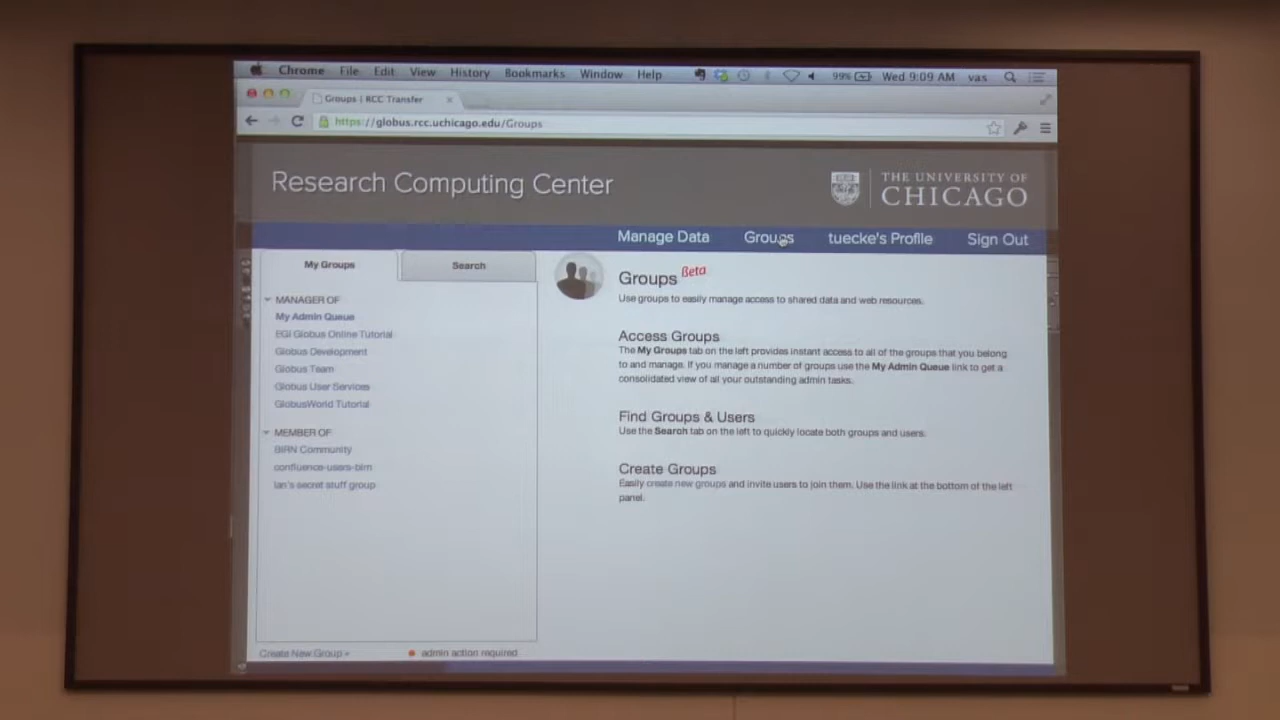 Chrome File Edit View History Bookmarks Window Help 99% Wed 9:09 AM vas
Groups | RCC Transfer
https://globus.rcc.uchicago.edu/Groups
Research Computing Center
THE UNIVERSITY OF
CHICAGO
Manage Data Groups tuecke's Profile Sign Out
My Groups Search
MANAGER OF
My Admin Queue
EGI Globus Online Tutorial
Globus Development
Globus Team
Globus User Services
GlobusWorld Tutorial
MEMBER OF
BIRN Community
confluence-users-birn
Ian's secret stuff group
Create New Group »
admin action required
Groups Beta
Use groups to easily manage access to shared data and web resources.
Access Groups
The My Groups tab on the left provides instant access to all of the groups that you belong
to and manage. If you manage a number of groups use the My Admin Queue link to get a
consolidated view of all your outstanding admin tasks.
Find Groups & Users
Use the Search tab on the left to quickly locate both groups and users.
Create Groups
Easily create new groups and invite users to join them. Use the link at the bottom of the left
panel.